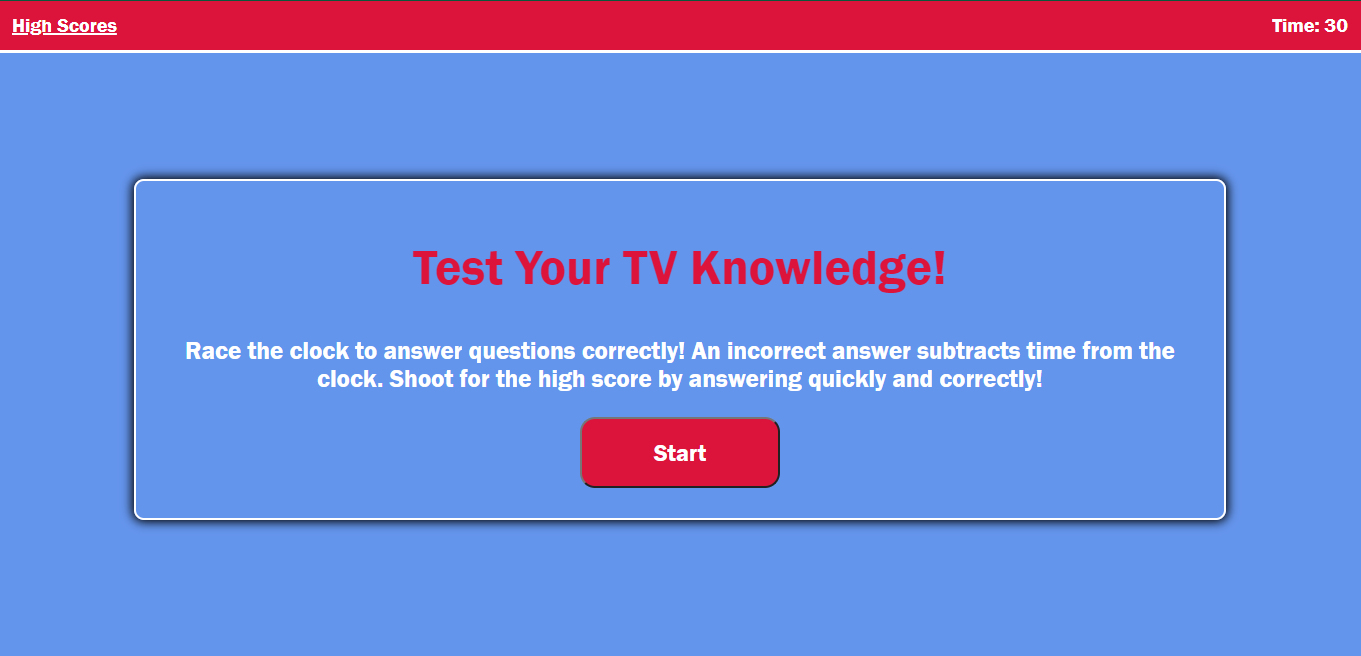 High Scores
Time: 30
Test Your TV Knowledge!
Race the clock to answer questions correctly! An incorrect answer subtracts time from the
clock. Shoot for the high score by answering quickly and correctly!
Start